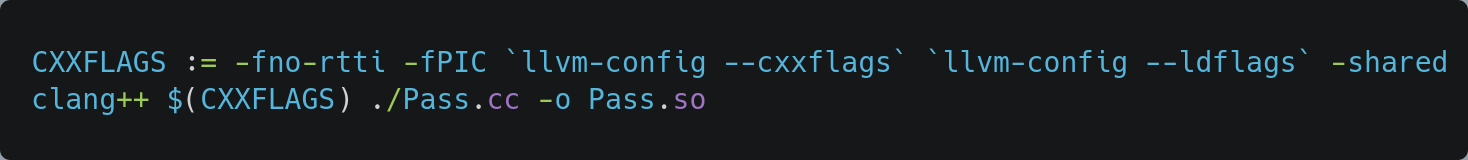 CXXFLAGS := -fno-rtti -fPIC `llvm-config --cxxflags` `llvm-config --ldflags` -shared
clang++ $(CXXFLAGS) ./Pass.cc -o Pass.so